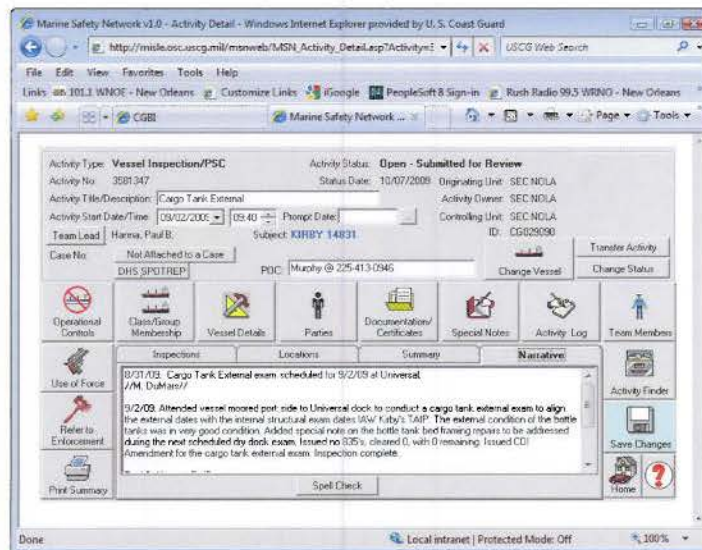 Marine Safety Network v1.0 - Activity Detail - Windows Internet Explorer provided by U. S. Coast Guard
http://misle.osc.uscg.mil/msnweb/MSN_Activity_Detail.asp?Activity=3
USCG Web Search
File Edit View Favorites Tools Help
Links 101.1 WNOE - New Orleans Customize Links iGoogle PeopleSoft 8 Sign-in Rush Radio 99.5 WRNO - New Orleans
CGBI Marine Safety Network ... Page Tools
Activity Type: Vessel Inspection/PSC Activity Status: Open - Submitted for Review
Activity No: 3581347 Status Date: 10/07/2009 Originating Unit: SEC NOLA
Activity Title/Description: Cargo Tank External Activity Owner: SEC NOLA
Activity Start Date/Time: 09/02/2009 09:40 Prompt Date: Controlling Unit: SEC NOLA
Team Lead Hanna, Paul B. Subject: KIRBY 14831 ID: CG029090
Case No: Not Attached to a Case Transfer Activity
DHS SPOTREP POC: Murphy @ 225-413-0946 Change Vessel Change Status
Operational Controls Class/Group Membership Vessel Details Parties Documentation/Certificates Special Notes Activity Log Team Members
Inspections Locations Summary Narrative
Use of Force
Refer to Enforcement
Print Summary
8/31/09. Cargo Tank External exam scheduled for 9/2/09 at Universal.
//M. DuMars//
9/2/09. Attended vessel moored port side to Universal dock to conduct a cargo tank external exam to align
the external dates with the internal structural exam dates IAW Kirby's TAIP. The external condition of the bottle
tanks was in very good condition. Added special note on the bottle tank bed framing repairs to be addressed
during the next scheduled dry dock exam. Issued no 835's, cleared 0, with 0 remaining. Issued COI
Amendment for the cargo tank external exam. Inspection complete.
Activity Finder
Save Changes
Home
Spell Check
Done Local intranet | Protected Mode: Off 100%